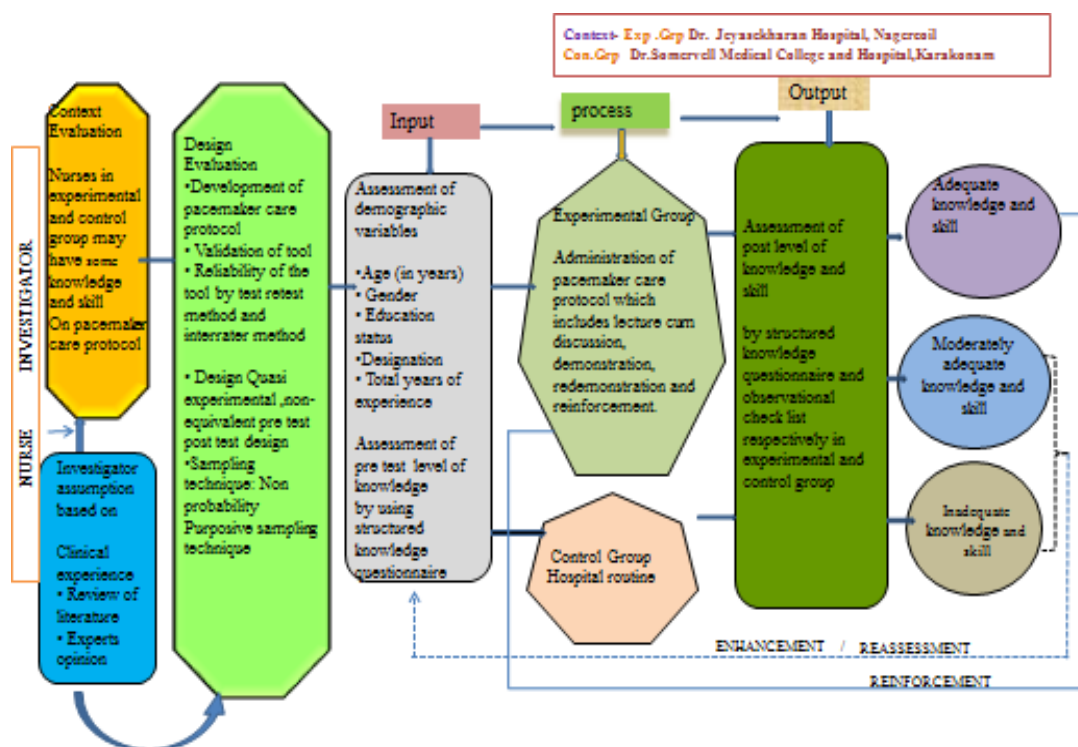 Context- Exp .Grp Dr. Jeyasekharan Hospital, Nagercoil
Con.Grp Dr.Somervell Medical College and Hospital,Karakonam
Input
process
Output
INVESTIGATOR
NURSE
Context
Evaluation
Nurses in
experimental
and control
group may
have some
knowledge
and skill
On pacemaker
care protocol
Investigator
assumption
based on
Clinical
experience
• Review of
literature
• Experts
opinion
Design
Evaluation
•Development of
pacemaker care
protocol
• Validation of tool
• Reliability of the
tool by test retest
method and
interrater method
• Design Quasi
experimental ,non-
equivalent pre test
post test design
•Sampling
technique: Non
probability
Purposive sampling
technique
Assessment of
demographic
variables
•Age (in years)
• Gender
• Education
status
•Designation
• Total years of
experience
Assessment of
pre test level of
knowledge
by using
structured
knowledge
questionnaire
Experimental Group
Administration of
pacemaker care
protocol which
includes lecture cum
discussion,
demonstration,
redemonstration and
reinforcement.
Control Group
Hospital routine
Assessment of
post level of
knowledge and
skill
by structured
knowledge
questionnaire and
observational
check list
respectively in
experimental and
control group
Adequate
knowledge and
skill
Moderately
adequate
knowledge and
skill
Inadequate
knowledge and
skill
ENHANCEMENT / REASSESSMENT
REINFORCEMENT